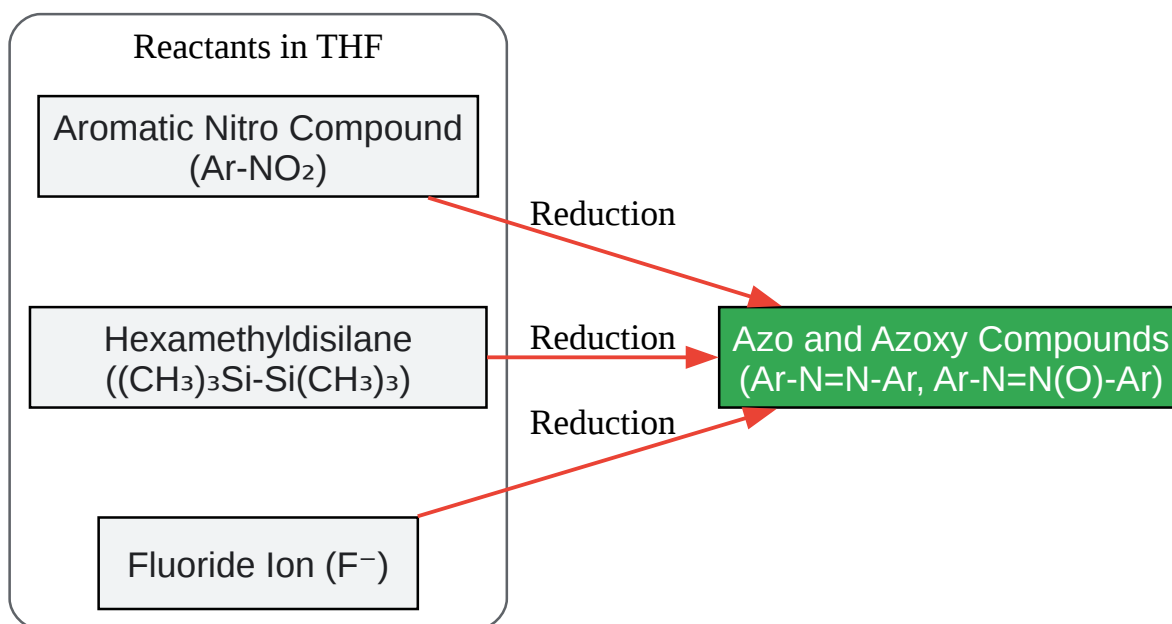 Reactants in THF
Aromatic Nitro Compound
(Ar-NO₂)
Reduction
Hexamethyldisilane
((CH₃)₃Si-Si(CH₃)₃)
Reduction
Azo and Azoxy Compounds
(Ar-N=N-Ar, Ar-N=N(O)-Ar)
Reduction
Fluoride Ion (F⁻)